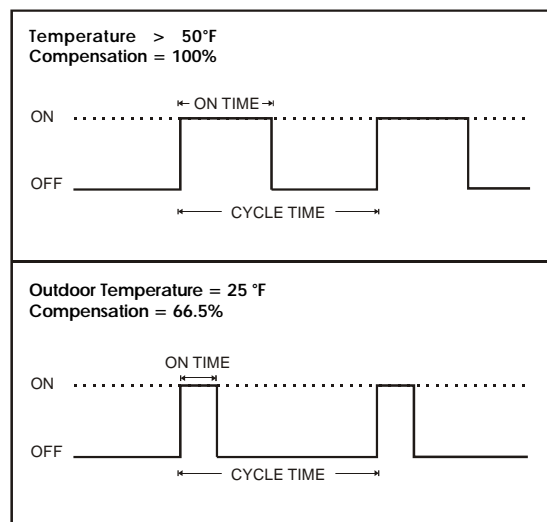 Temperature > 50°F
Compensation = 100%
ON TIME
ON
OFF
CYCLE TIME
Outdoor Temperature = 25 °F
Compensation = 66.5%
ON TIME
ON
OFF
CYCLE TIME